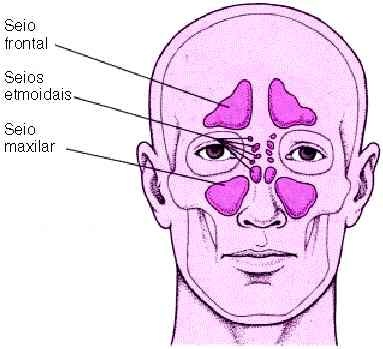 Seio
frontal
Seios
etmoidais
Seio
maxilar